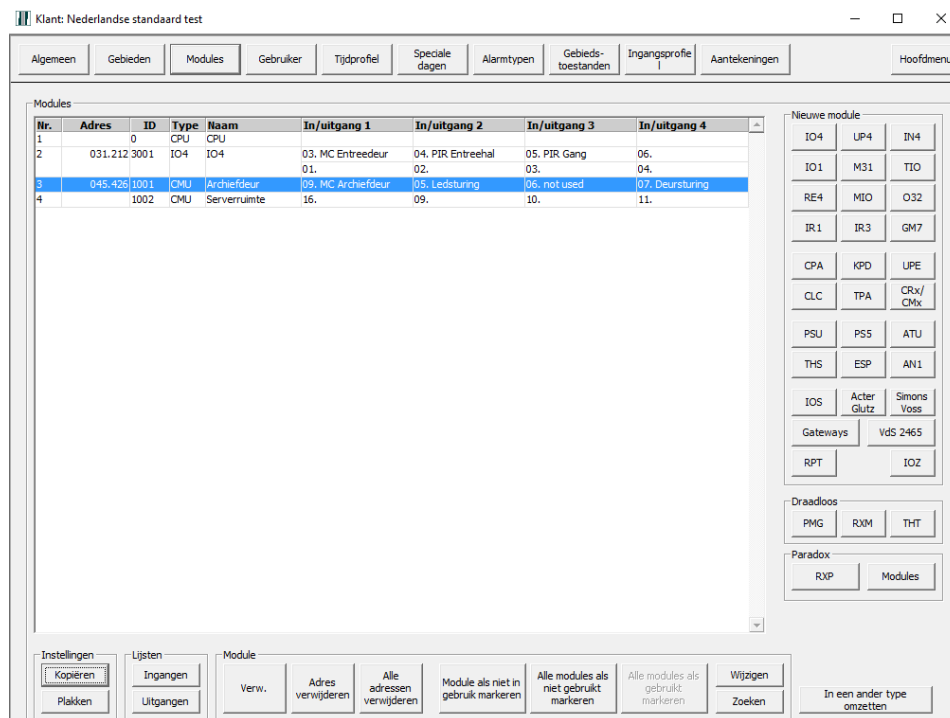 Klant: Nederlandse standaard test
Algemeen Gebieden Modules Gebruiker Tijdprofiel Speciale dagen Alarmtypen Gebieds-toestanden Ingangsprofie l Aantekeningen Hoofdmenu
Modules
Nr. Adres ID Type Naam In/uitgang 1 In/uitgang 2 In/uitgang 3 In/uitgang 4
1 0 CPU CPU
2 031.212 3001 IO4 IO4 03. MC Entreedeur 04. PIR Entreehal 05. PIR Gang 06.
01. 02. 03. 04.
3 045.426 1001 CMU Archiefdeur 09. MC Archiefdeur 05. Ledsturing 06. not used 07. Deursturing
4 1002 CMU Serverruimte 16. 09. 10. 11.
Nieuwe module
IO4 UP4 IN4
IO1 M31 TIO
RE4 MIO O32
IR1 IR3 GM7
CPA KPD UPE
CLC TPA CRx/ CMx
PSU PS5 ATU
THS ESP AN1
IOS Acter Glutz Simons Voss
Gateways VdS 2465
RPT IOZ
Draadloos
PMG RXM THT
Paradox
RXP Modules
Instellingen
Kopiëren
Plakken
Lijsten
Ingangen
Uitgangen
Module
Verw.
Adres verwijderen
Alle adressen verwijderen
Module als niet in gebruik markeren
Alle modules als niet gebruikt markeren
Alle modules als gebruikt markeren
Wijzigen
Zoeken
In een ander type omzetten